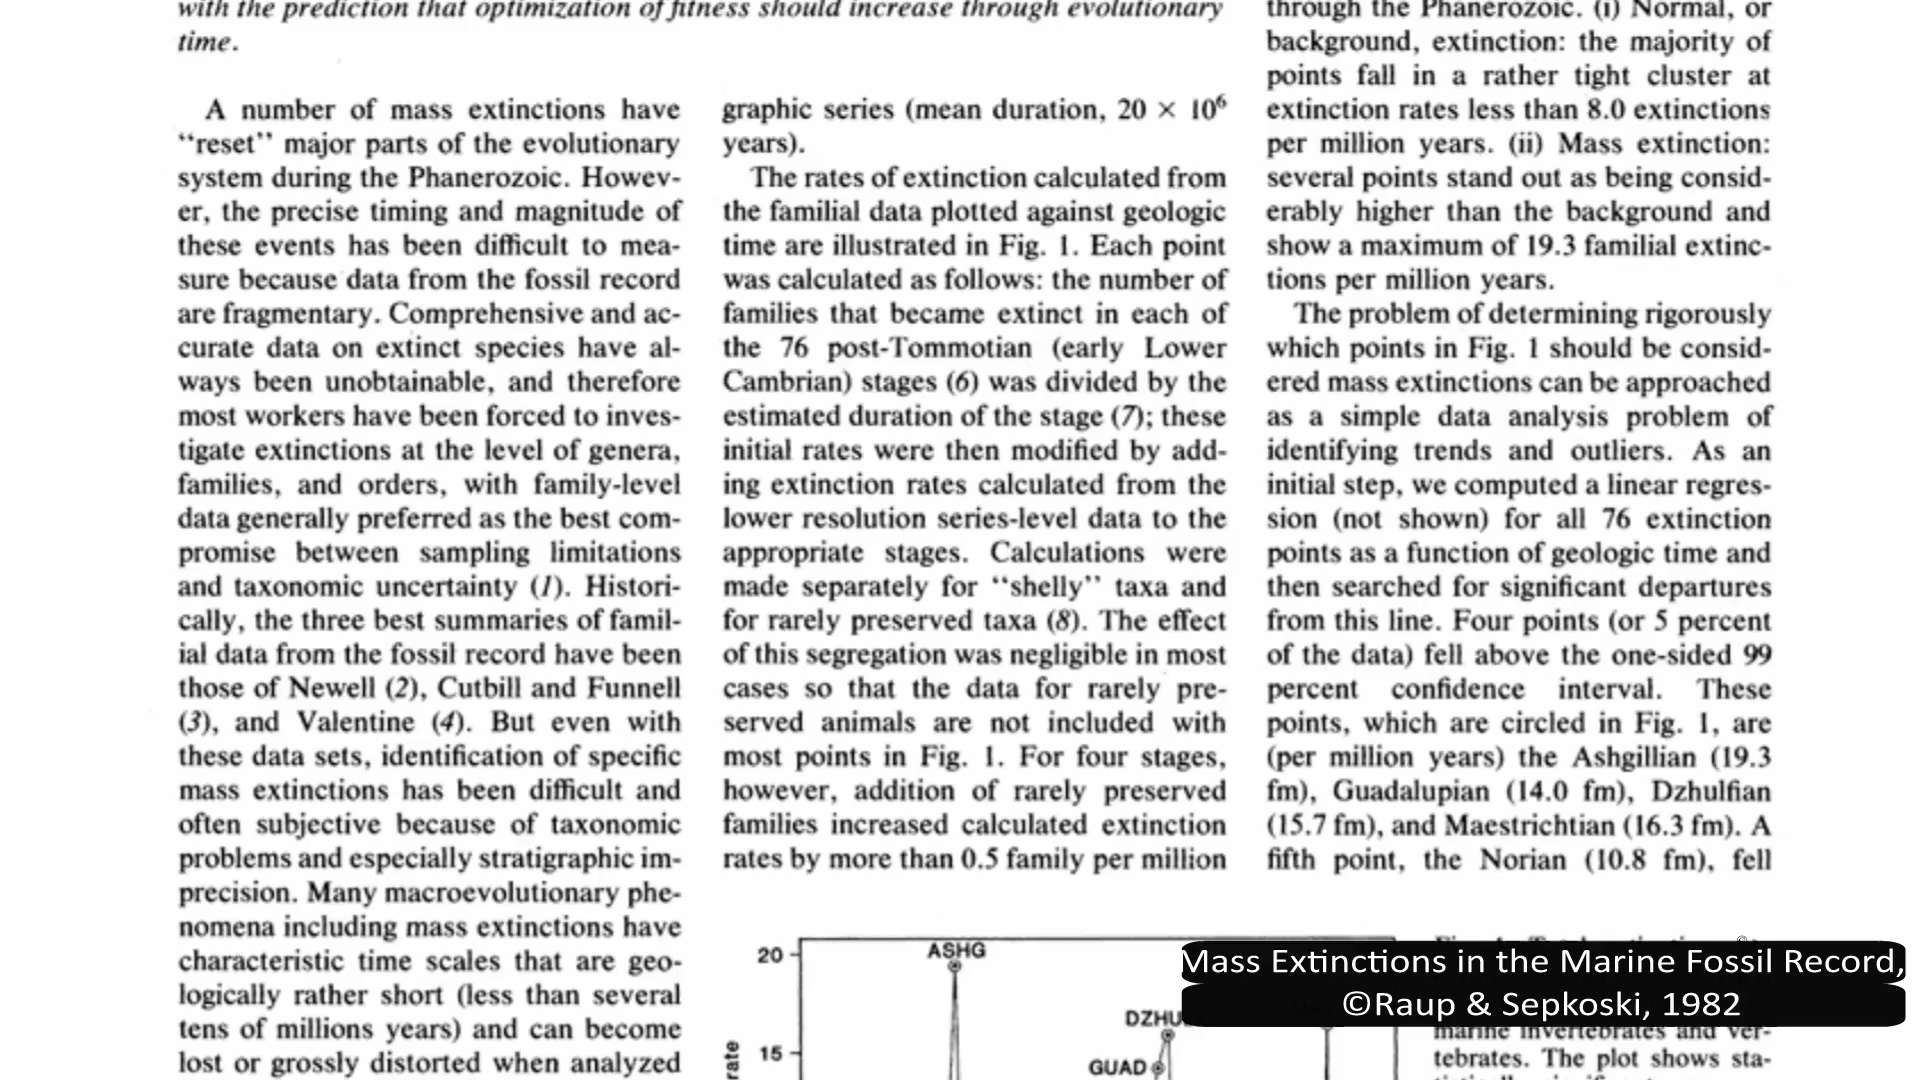 with the prediction that optimization of fitness should increase through evolutionary
time.
A number of mass extinctions have
“reset” major parts of the evolutionary
system during the Phanerozoic. Howev-
er, the precise timing and magnitude of
these events has been difficult to mea-
sure because data from the fossil record
are fragmentary. Comprehensive and ac-
curate data on extinct species have al-
ways been unobtainable, and therefore
most workers have been forced to inves-
tigate extinctions at the level of genera,
families, and orders, with family-level
data generally preferred as the best com-
promise between sampling limitations
and taxonomic uncertainty (1). Histori-
cally, the three best summaries of famil-
ial data from the fossil record have been
those of Newell (2), Cutbill and Funnell
(3), and Valentine (4). But even with
these data sets, identification of specific
mass extinctions has been difficult and
often subjective because of taxonomic
problems and especially stratigraphic im-
precision. Many macroevolutionary phe-
nomena including mass extinctions have
characteristic time scales that are geo-
logically rather short (less than several
tens of millions years) and can become
lost or grossly distorted when analyzed
graphic series (mean duration, 20 × 10⁶
years).
The rates of extinction calculated from
the familial data plotted against geologic
time are illustrated in Fig. 1. Each point
was calculated as follows: the number of
families that became extinct in each of
the 76 post-Tommotian (early Lower
Cambrian) stages (6) was divided by the
estimated duration of the stage (7); these
initial rates were then modified by add-
ing extinction rates calculated from the
lower resolution series-level data to the
appropriate stages. Calculations were
made separately for “shelly” taxa and
for rarely preserved taxa (8). The effect
of this segregation was negligible in most
cases so that the data for rarely pre-
served animals are not included with
most points in Fig. 1. For four stages,
however, addition of rarely preserved
families increased calculated extinction
rates by more than 0.5 family per million
through the Phanerozoic. (i) Normal, or
background, extinction: the majority of
points fall in a rather tight cluster at
extinction rates less than 8.0 extinctions
per million years. (ii) Mass extinction:
several points stand out as being consid-
erably higher than the background and
show a maximum of 19.3 familial extinc-
tions per million years.
The problem of determining rigorously
which points in Fig. 1 should be consid-
ered mass extinctions can be approached
as a simple data analysis problem of
identifying trends and outliers. As an
initial step, we computed a linear regres-
sion (not shown) for all 76 extinction
points as a function of geologic time and
then searched for significant departures
from this line. Four points (or 5 percent
of the data) fell above the one-sided 99
percent confidence interval. These
points, which are circled in Fig. 1, are
(per million years) the Ashgillian (19.3
fm), Guadalupian (14.0 fm), Dzhulfian
(15.7 fm), and Maestrichtian (16.3 fm). A
fifth point, the Norian (10.8 fm), fell
20
ASHG
DZHU
15
GUAD
rate
Mass Extinctions in the Marine Fossil Record,
©Raup & Sepkoski, 1982
marine invertebrates and ver-
tebrates. The plot shows sta-